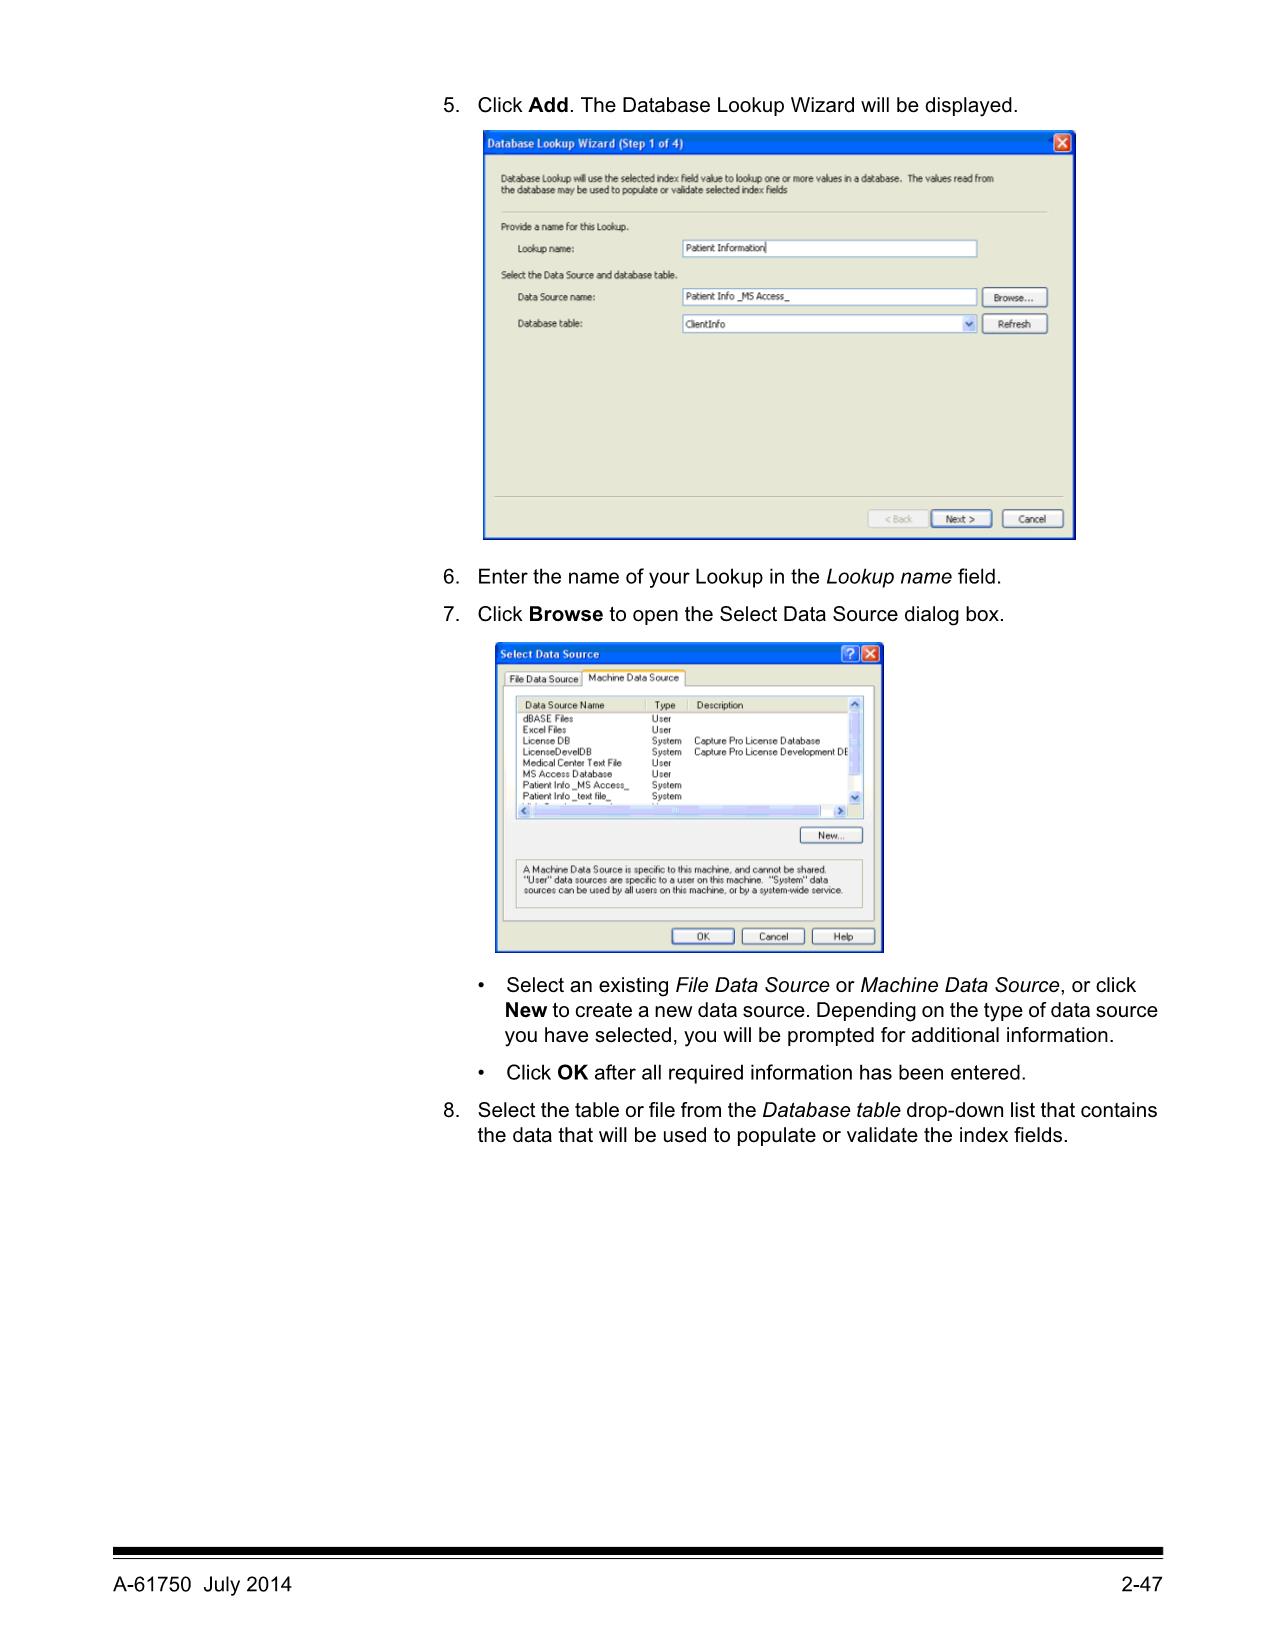 5. Click Add. The Database Lookup Wizard will be displayed.
Database Lookup Wizard (Step 1 of 4)
Database Lookup will use the selected index field value to lookup one or more values in a database. The values read from
the database may be used to populate or validate selected index fields
Provide a name for this Lookup.
Lookup name: Patient Information
Select the Data Source and database table.
Data Source name: Patient Info _MS Access_ Browse...
Database table: ClientInfo Refresh
< Back Next > Cancel
6. Enter the name of your Lookup in the Lookup name field.
7. Click Browse to open the Select Data Source dialog box.
Select Data Source
File Data Source Machine Data Source
Data Source Name Type Description
dBASE Files User
Excel Files User
License DB System Capture Pro License Database
LicenseDevelDB System Capture Pro License Development DE
Medical Center Text File User
MS Access Database User
Patient Info _MS Access_ System
Patient Info _text file_ System
New...
A Machine Data Source is specific to this machine, and cannot be shared.
"User" data sources are specific to a user on this machine. "System" data
sources can be used by all users on this machine, or by a system-wide service.
OK Cancel Help
• Select an existing File Data Source or Machine Data Source, or click
New to create a new data source. Depending on the type of data source
you have selected, you will be prompted for additional information.
• Click OK after all required information has been entered.
8. Select the table or file from the Database table drop-down list that contains
the data that will be used to populate or validate the index fields.
A-61750 July 2014 2-47